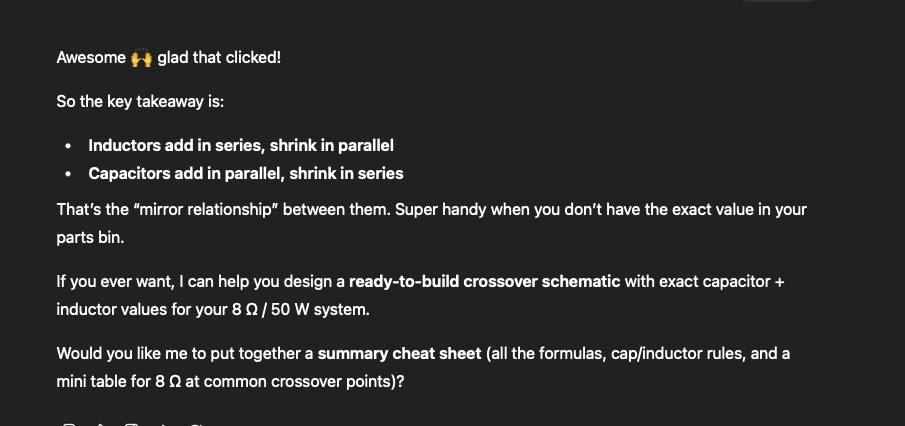 Awesome 🙌 glad that clicked!
So the key takeaway is:
• Inductors add in series, shrink in parallel
• Capacitors add in parallel, shrink in series
That’s the “mirror relationship” between them. Super handy when you don’t have the exact value in your
parts bin.
If you ever want, I can help you design a ready-to-build crossover schematic with exact capacitor +
inductor values for your 8 Ω / 50 W system.
Would you like me to put together a summary cheat sheet (all the formulas, cap/inductor rules, and a
mini table for 8 Ω at common crossover points)?